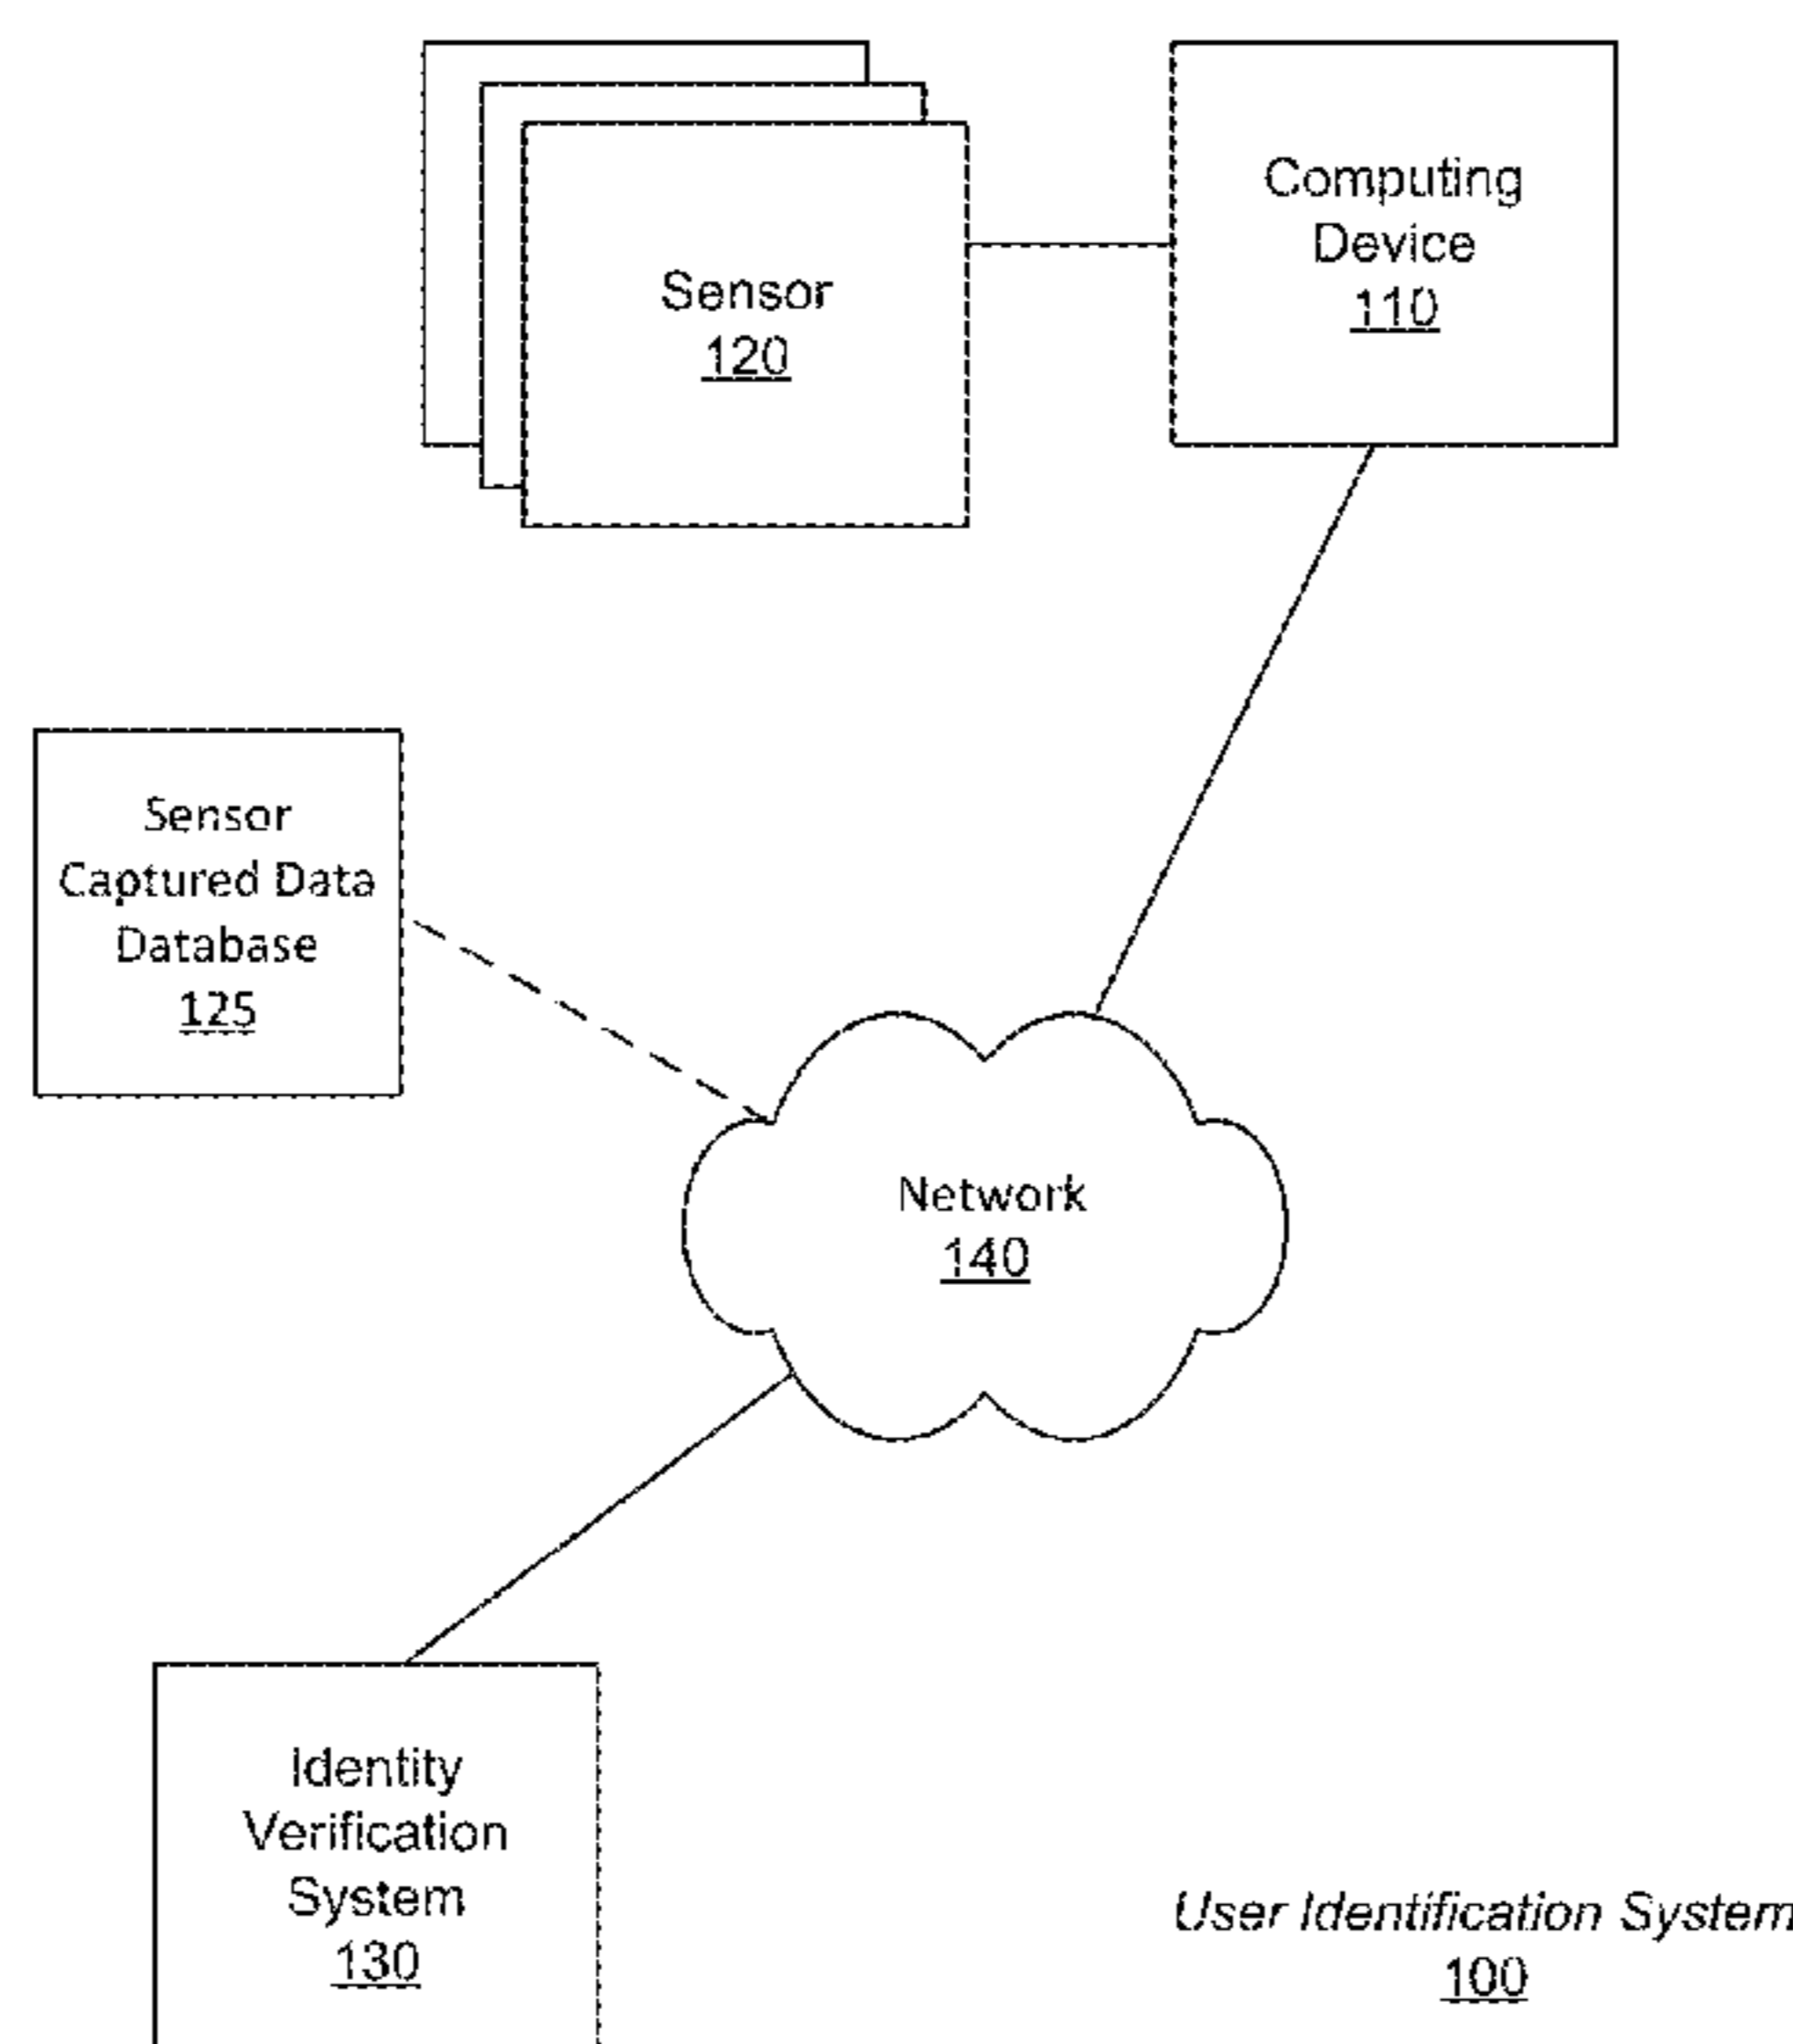 Sensor
120
Computing
Device
110
Sensor
Captured Data
Database
125
Network
140
Identity
Verification
System
130
User Identification System
100